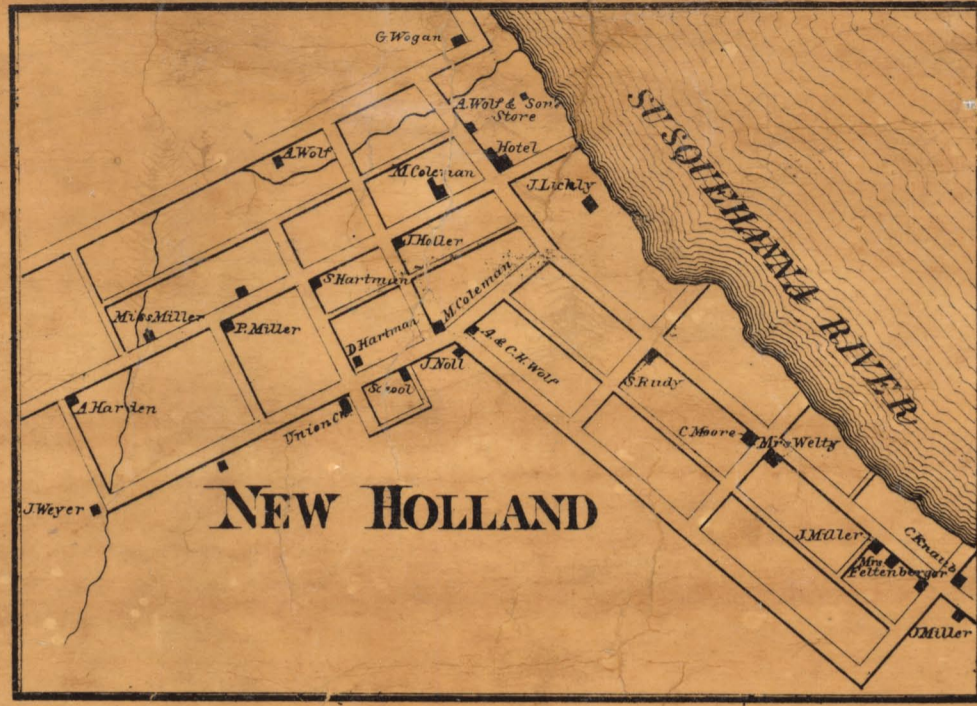 G. Wogan
A. Wolf & Son
Store
Hotel
A. Wolf
M. Coleman
J. Lichly
SUSQUEHANNA RIVER
J. Holler
S. Hartman
M. Coleman
Miss Miller
P. Miller
D. Hartman
A. & C. H. Wolf
J. Noll
School
S. Rudy
A. Harden
Union Ch.
C. Moore
Mrs Welty
J. Weyer
NEW HOLLAND
J. Miller
C. Knaub
Mrs.
Feltenberger
J. Miller